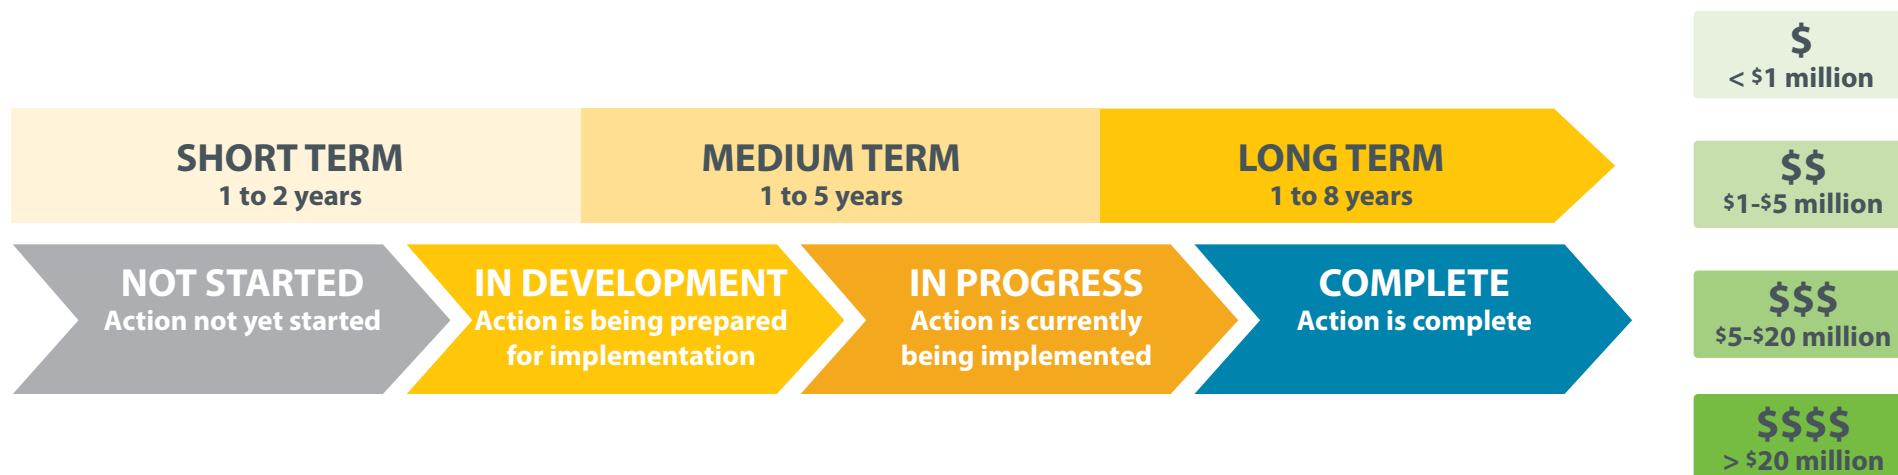 SHORT TERM
1 to 2 years
MEDIUM TERM
1 to 5 years
LONG TERM
1 to 8 years
NOT STARTED
Action not yet started
IN DEVELOPMENT
Action is being prepared
for implementation
IN PROGRESS
Action is currently
being implemented
COMPLETE
Action is complete
$
< $1 million
$$
$1-$5 million
$$$
$5-$20 million
$$$$
> $20 million